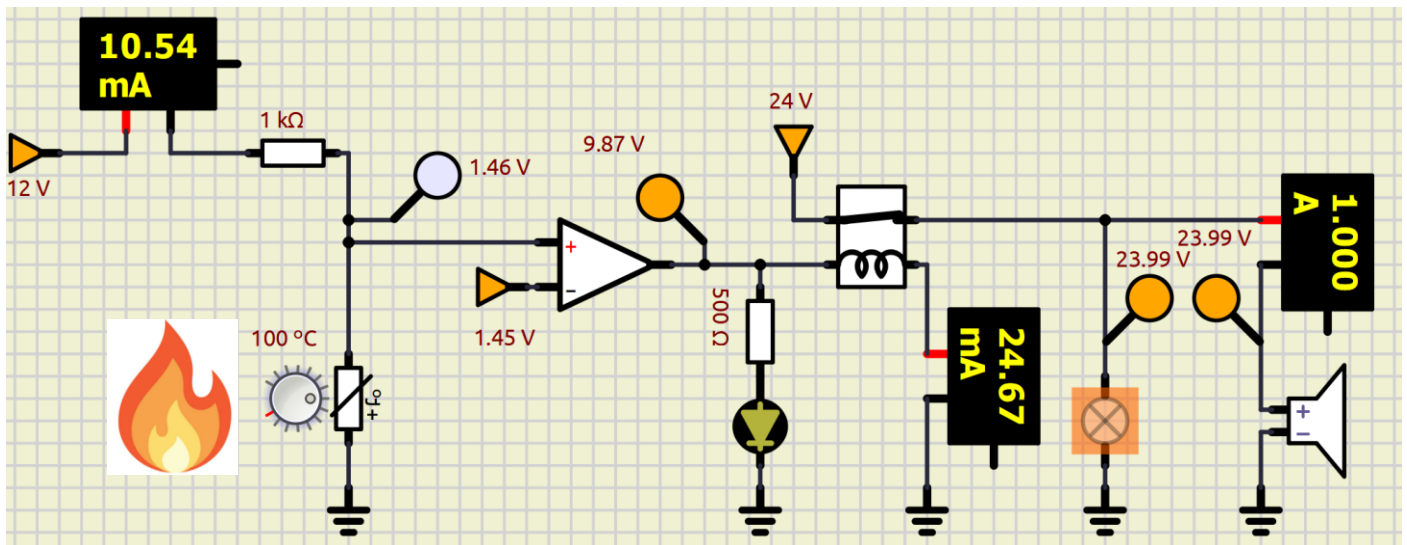 10.54
mA
12 V
1 kΩ
1.46 V
9.87 V
24 V
1.000
A
23.99 V
23.99 V
+
-
1.45 V
500 Ω
24.67
mA
100 ºC
+tº
+
-